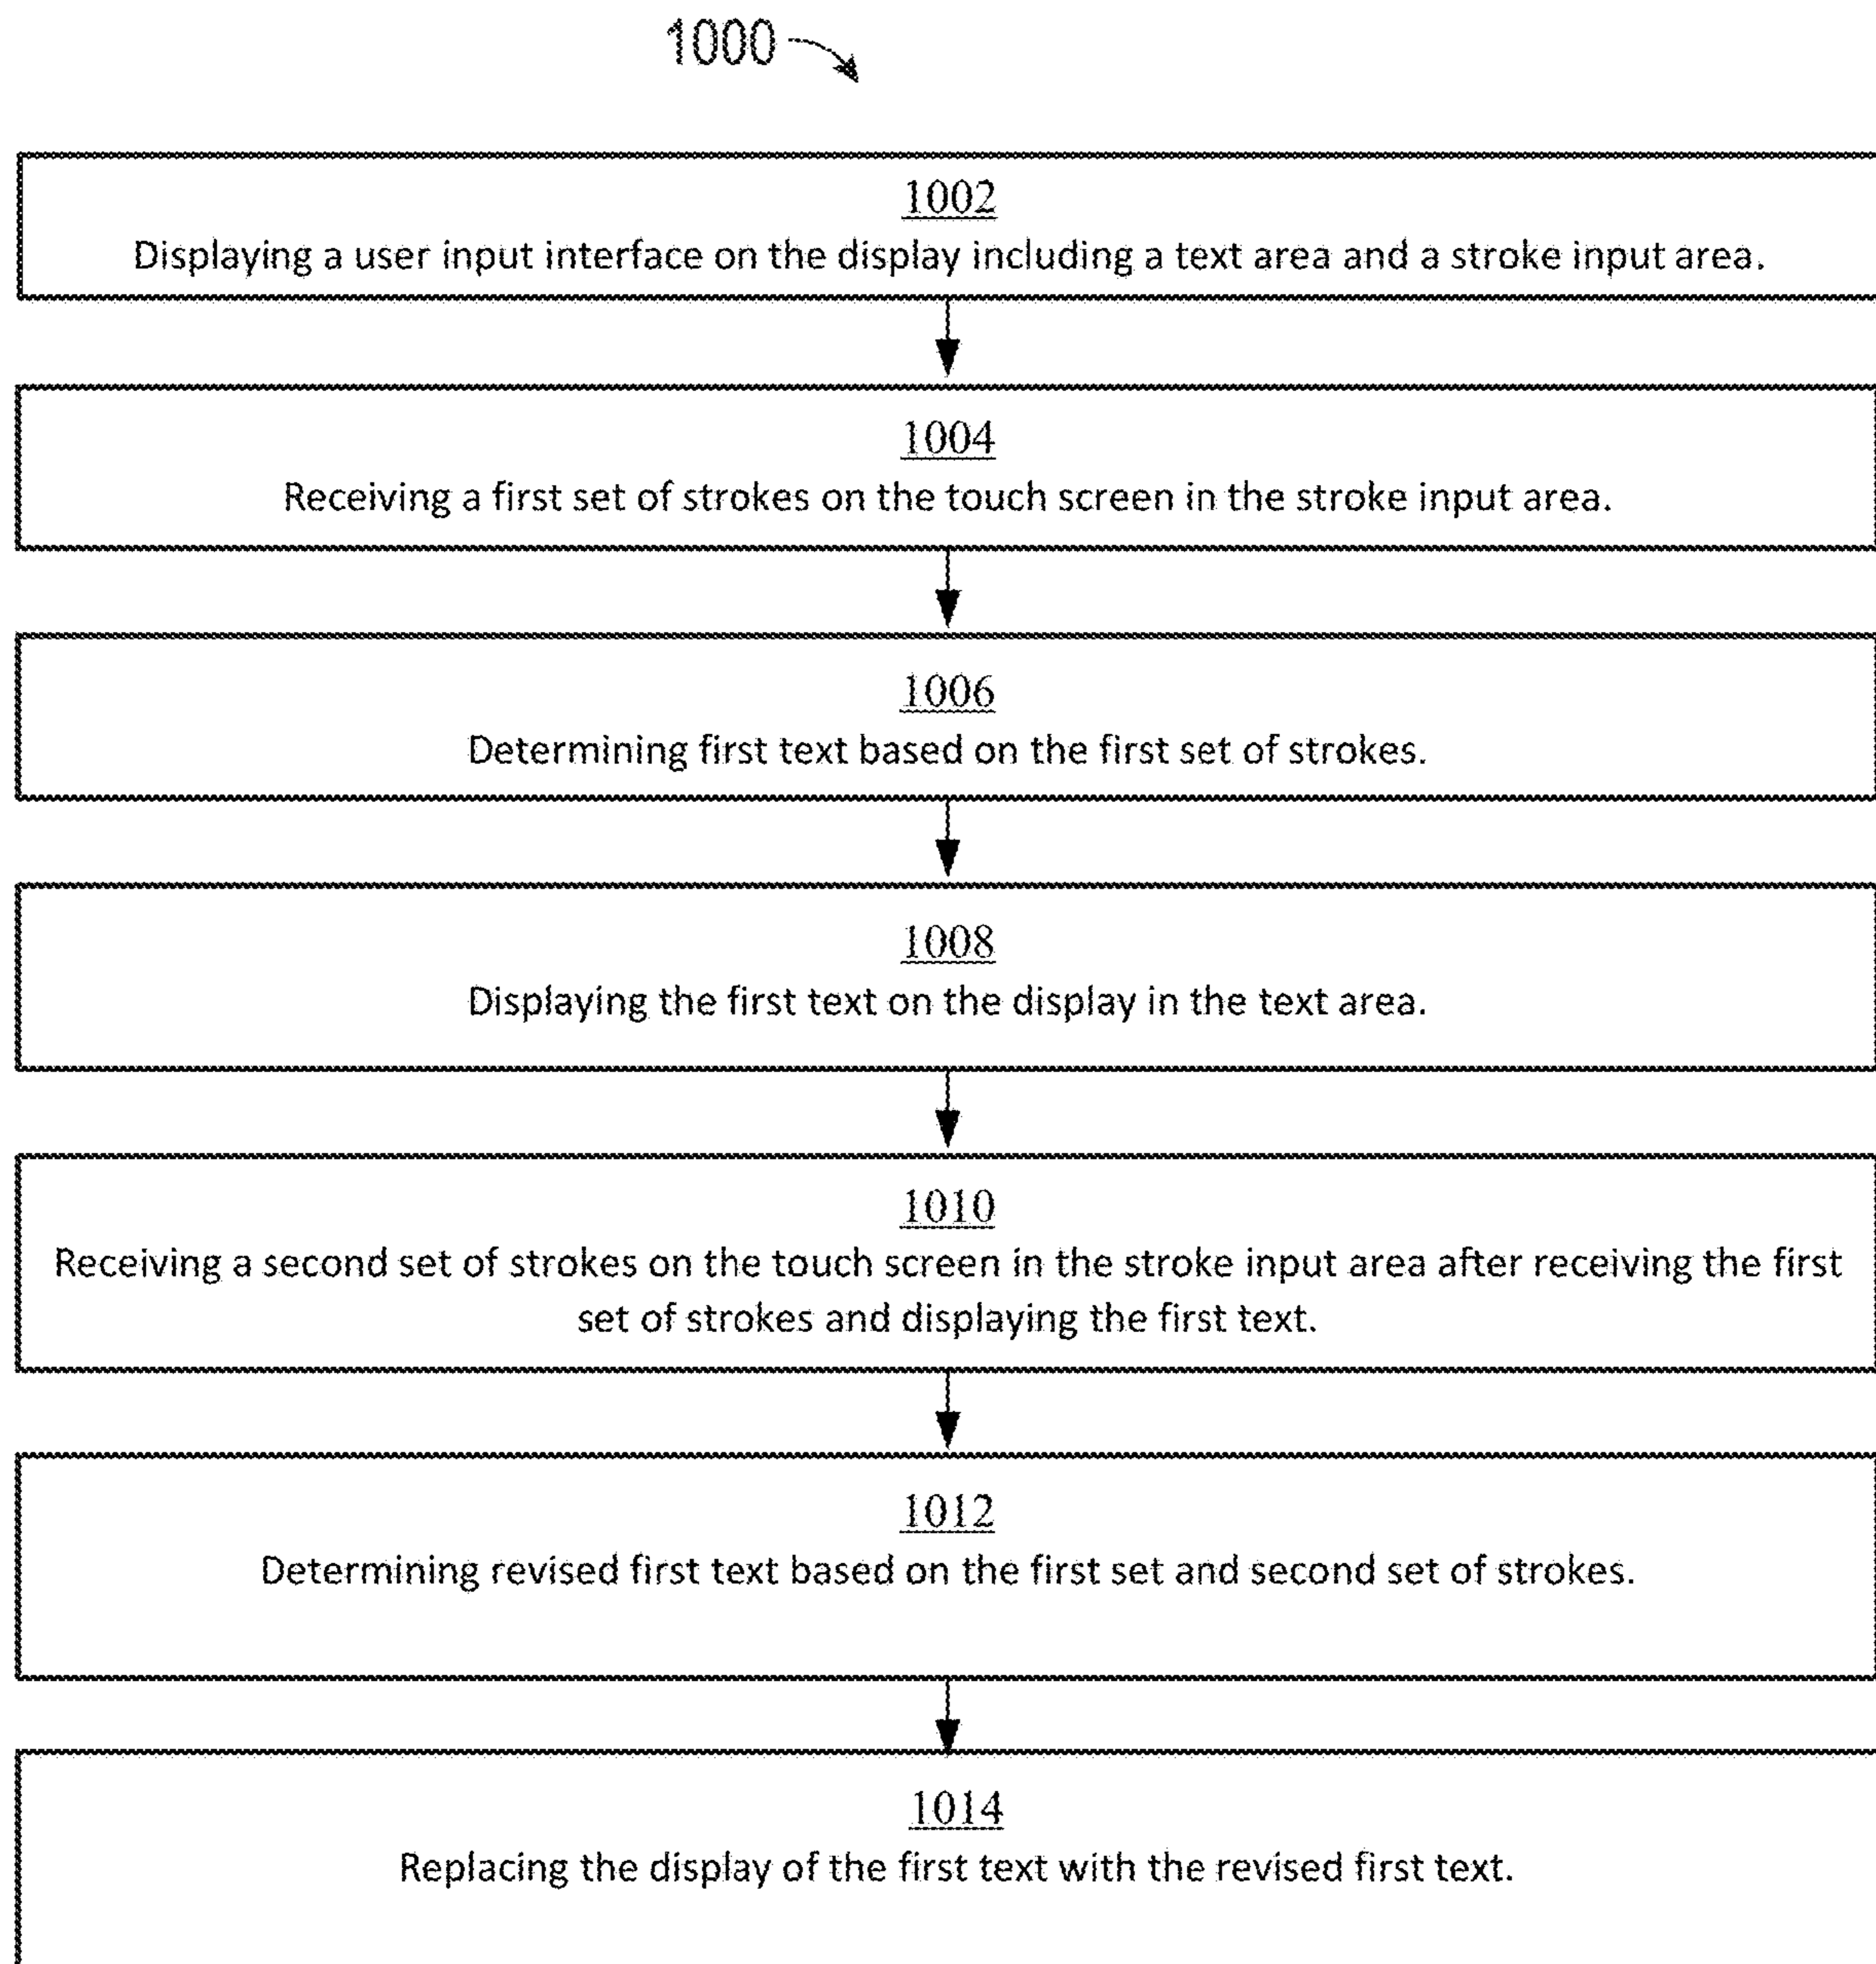 1000
1002
Displaying a user input interface on the display including a text area and a stroke input area.
1004
Receiving a first set of strokes on the touch screen in the stroke input area.
1006
Determining first text based on the first set of strokes.
1008
Displaying the first text on the display in the text area.
1010
Receiving a second set of strokes on the touch screen in the stroke input area after receiving the first
set of strokes and displaying the first text.
1012
Determining revised first text based on the first set and second set of strokes.
1014
Replacing the display of the first text with the revised first text.